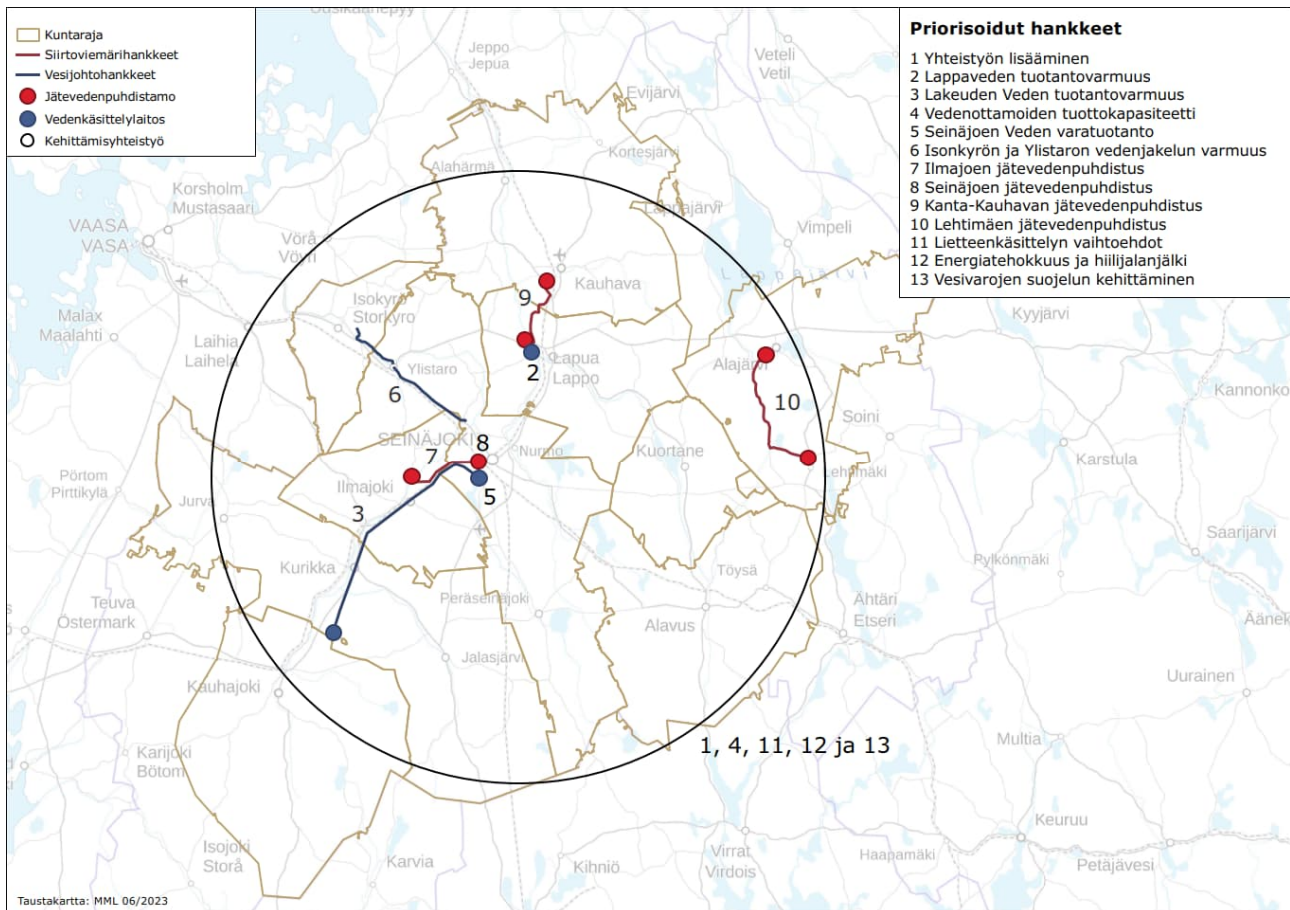 Kuntaraja
Siirtoviemärihankkeet
Vesijohtohankkeet
Jätevedenpuhdistamo
Vedenkäsittelylaitos
Kehittämisyhteistyö
Priorisoidut hankkeet
1 Yhteistyön lisääminen
2 Lappaveden tuotantovarmuus
3 Lakeuden Veden tuotantovarmuus
4 Vedenottamoiden tuottokapasiteetti
5 Seinäjoen Veden varatuotanto
6 Isonkyrön ja Ylistaron vedenjakelun varmuus
7 Ilmajoen jätevedenpuhdistus
8 Seinäjoen jätevedenpuhdistus
9 Kanta-Kauhavan jätevedenpuhdistus
10 Lehtimäen jätevedenpuhdistus
11 Lietteenkäsittelyn vaihtoehdot
12 Energiatehokkuus ja hiilijalanjälki
13 Vesivarojen suojelun kehittäminen
Jeppo
Jepua
Veteli
Vetil
Evijärvi
Kortesjärvi
Alahärmä
Korsholm
Mustasaari
Lappajärvi
VAASA
VASA
Vörå
Vöyri
Vimpeli
Lappajärvi
Kauhava
9
Isokyrö
Storkyro
Malax
Maalahti
Laihia
Laihela
Kyyjärvi
Lapua
Lappo
2
Ylistaro
6
Alajärvi
10
Kannonko
Soini
SEINÄJOKI
8
Nurmo
7
Kuortane
Lehtimäki
Karstula
Pörtom
Pirttikylä
Ilmajoki
5
Jurva
3
Saarijärvi
Pylkönmäki
Kurikka
Töysä
Teuva
Östermark
Peräseinäjoki
Ähtäri
Etseri
Alavus
Äänek
Jalasjärvi
Kauhajoki
Uurainen
1, 4, 11, 12 ja 13
Multia
Karijoki
Bötom
Keuruu
Isojoki
Storå
Karvia
Kihniö
Virrat
Virdois
Haapamäki
Petäjävesi
Taustakartta: MML 06/2023